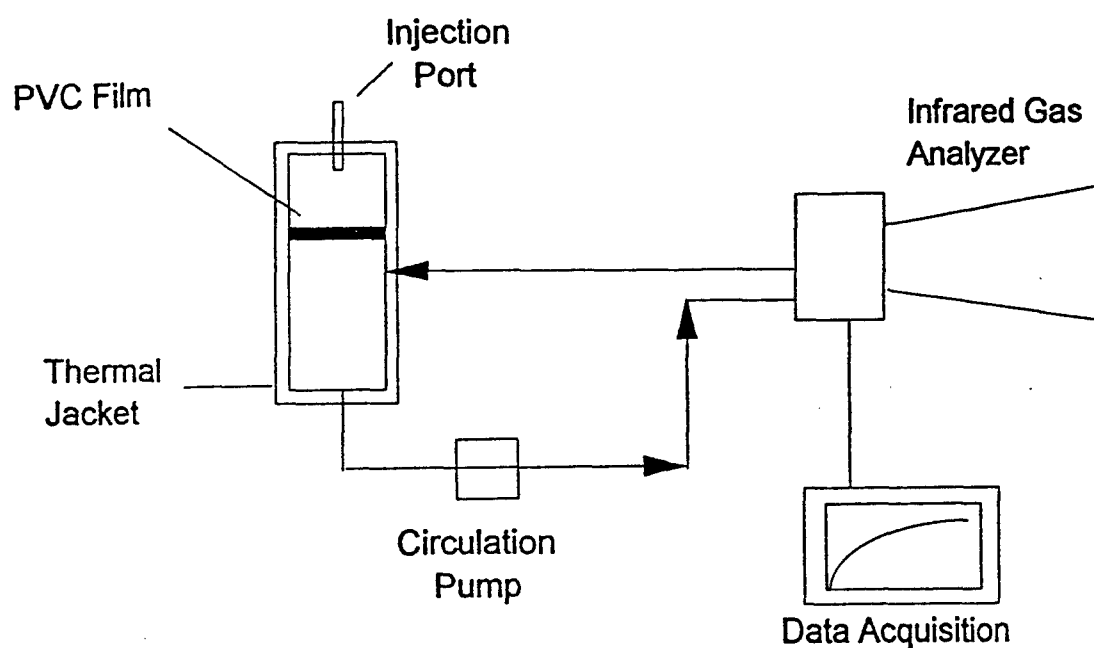 Injection
Port
PVC Film
Infrared Gas
Analyzer
Thermal
Jacket
Circulation
Pump
Data Acquisition